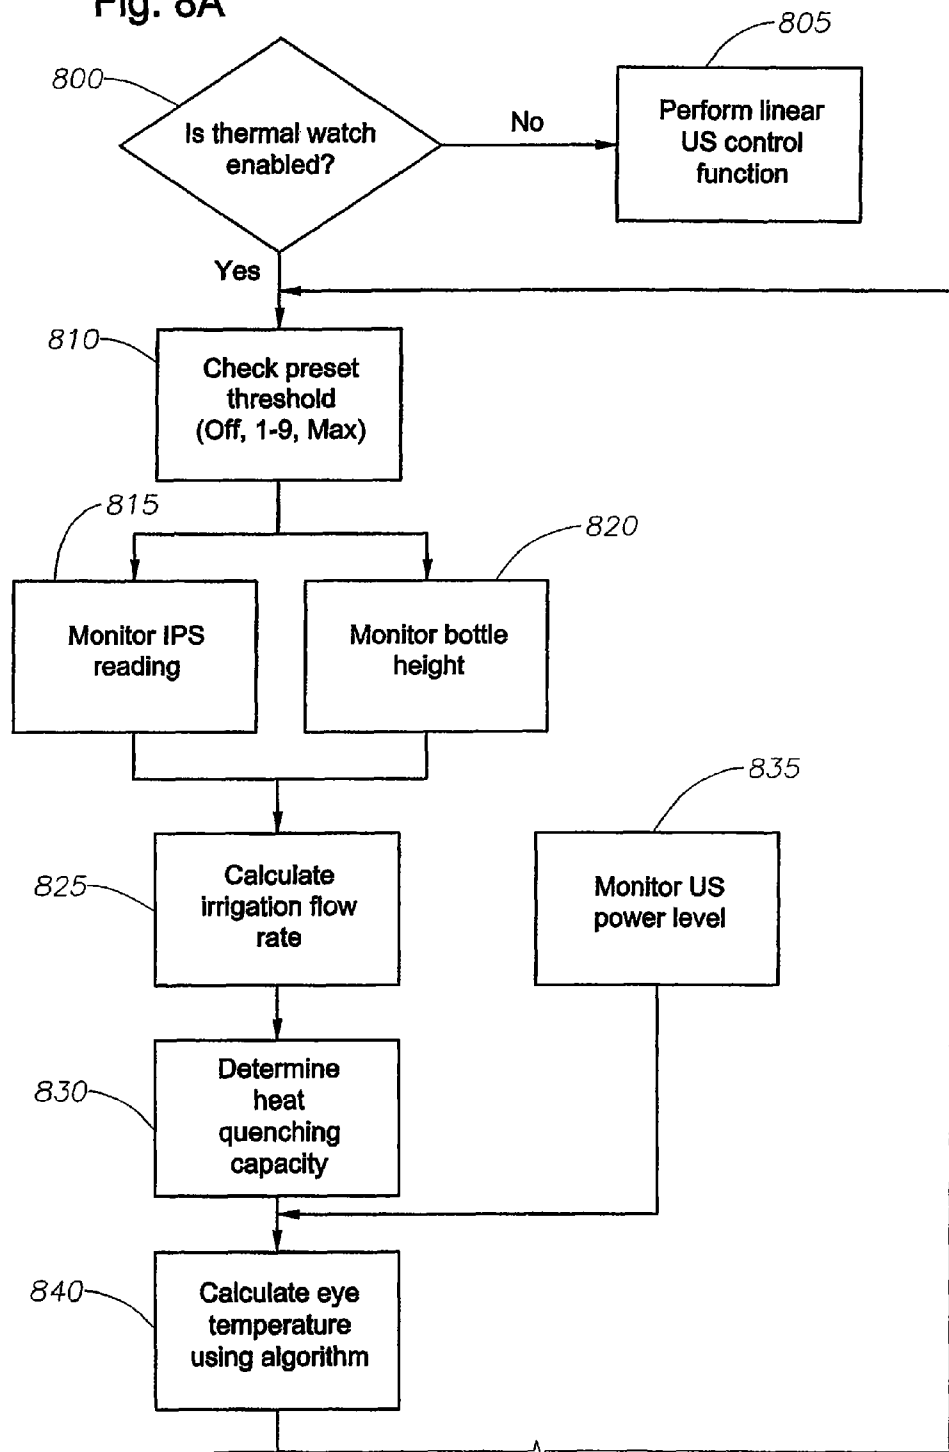 Fig. 8A
805
800
Is thermal watch
enabled?
No
Perform linear
US control
function
Yes
810
Check preset
threshold
(Off, 1-9, Max)
815
820
Monitor IPS
reading
Monitor bottle
height
835
825
Calculate
irrigation flow
rate
Monitor US
power level
830
Determine
heat
quenching
capacity
840
Calculate eye
temperature
using algorithm